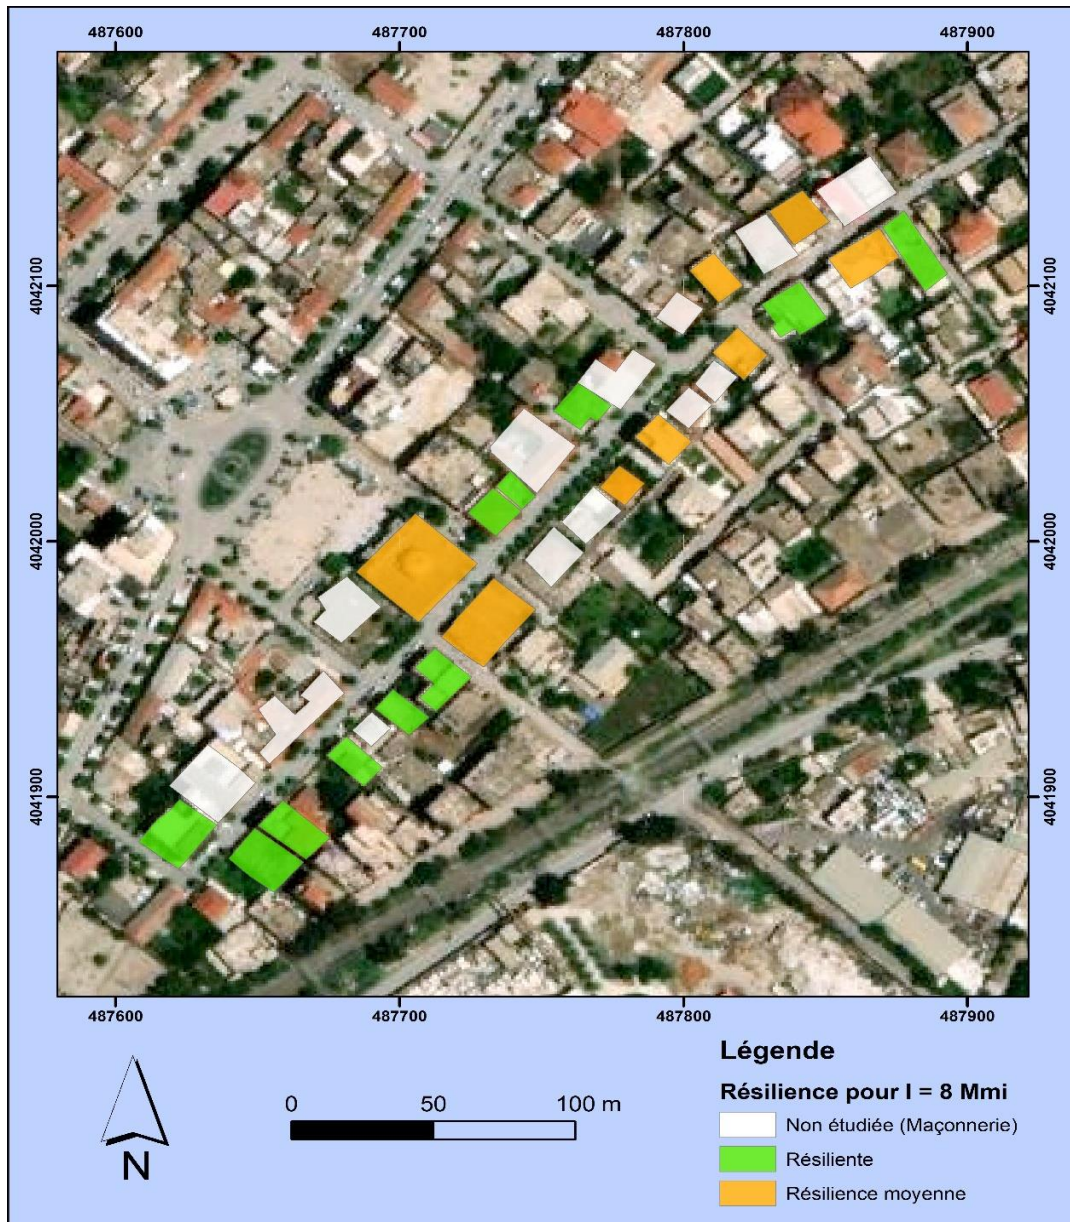 487600 487700 487800 487900
4042100 4042100
4042000 4042000
4041900 4041900
487600 487700 487800 487900
Légende
Résilience pour I = 8 Mmi
0 50 100 m
Non étudiée (Maçonnerie)
Résiliente
N
Résilience moyenne